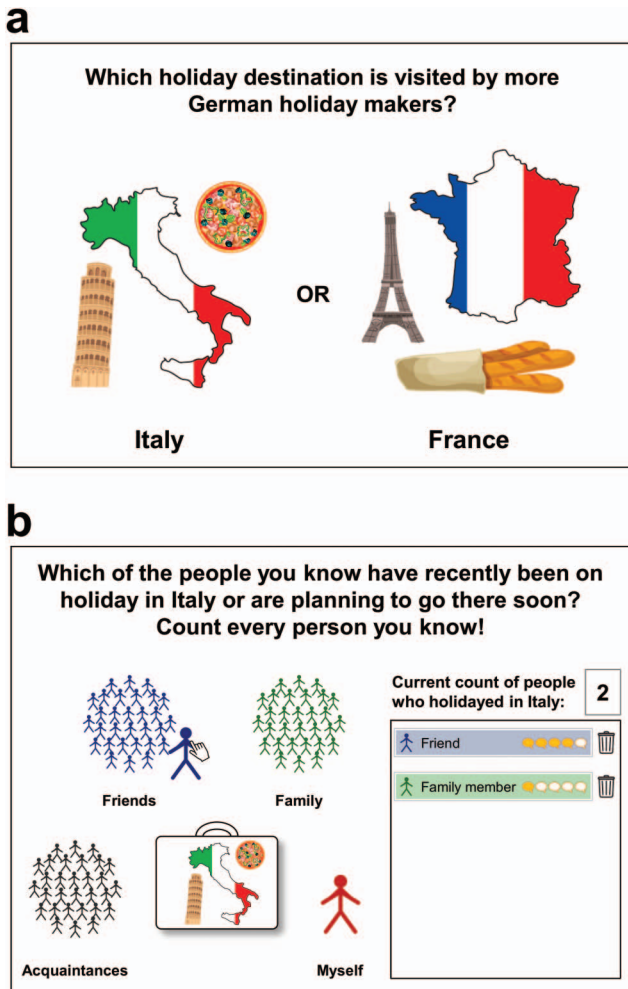 a
Which holiday destination is visited by more
German holiday makers?
OR
Italy
France
b
Which of the people you know have recently been on
holiday in Italy or are planning to go there soon?
Count every person you know!
Current count of people
who holidayed in Italy:
2
Friend
Family member
Friends
Family
Acquaintances
Myself